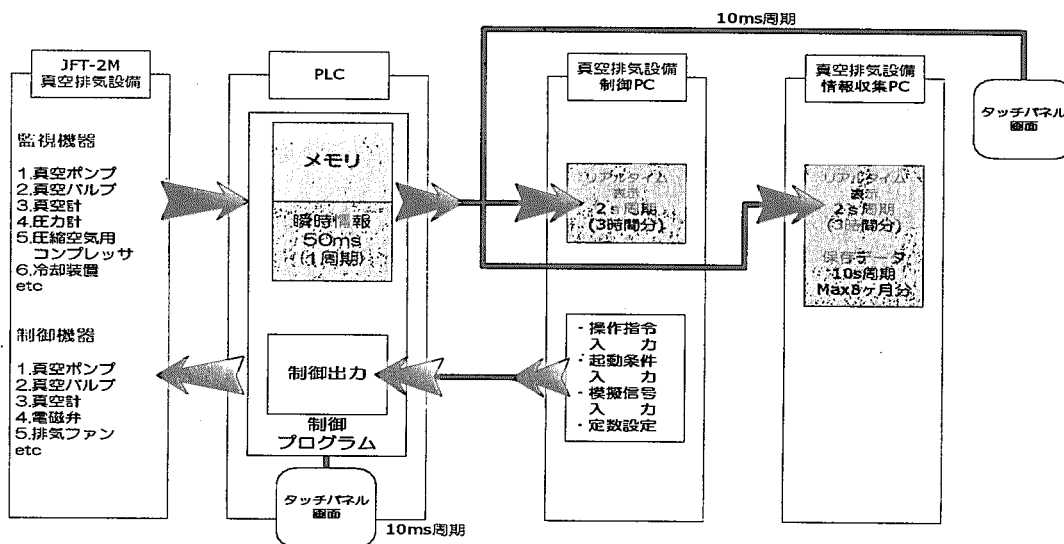 10ms周期
JFT-2M
真空排気設備
監視機器
1.真空ポンプ
2.真空バルブ
3.真空計
4.圧力計
5.圧縮空気用
コンプレッサ
6.冷却装置
etc
制御機器
1.真空ポンプ
2.真空バルブ
3.真空計
4.電磁弁
5.排気ファン
etc
PLC
メモリ
瞬時情報
50ms
(1周期)
制御出力
制御
プログラム
タッチパネル
画面
10ms周期
真空排気設備
制御PC
リアルタイム
表示
2s周期
(3時間分)
・操作指令
入 力
・起動条件
入 力
・模擬信号
入 力
・定数設定
真空排気設備
情報収集PC
リアルタイム
表示
2s周期
(3時間分)
保存データ
10s周期
Max8ヶ月分
タッチパネル
画面